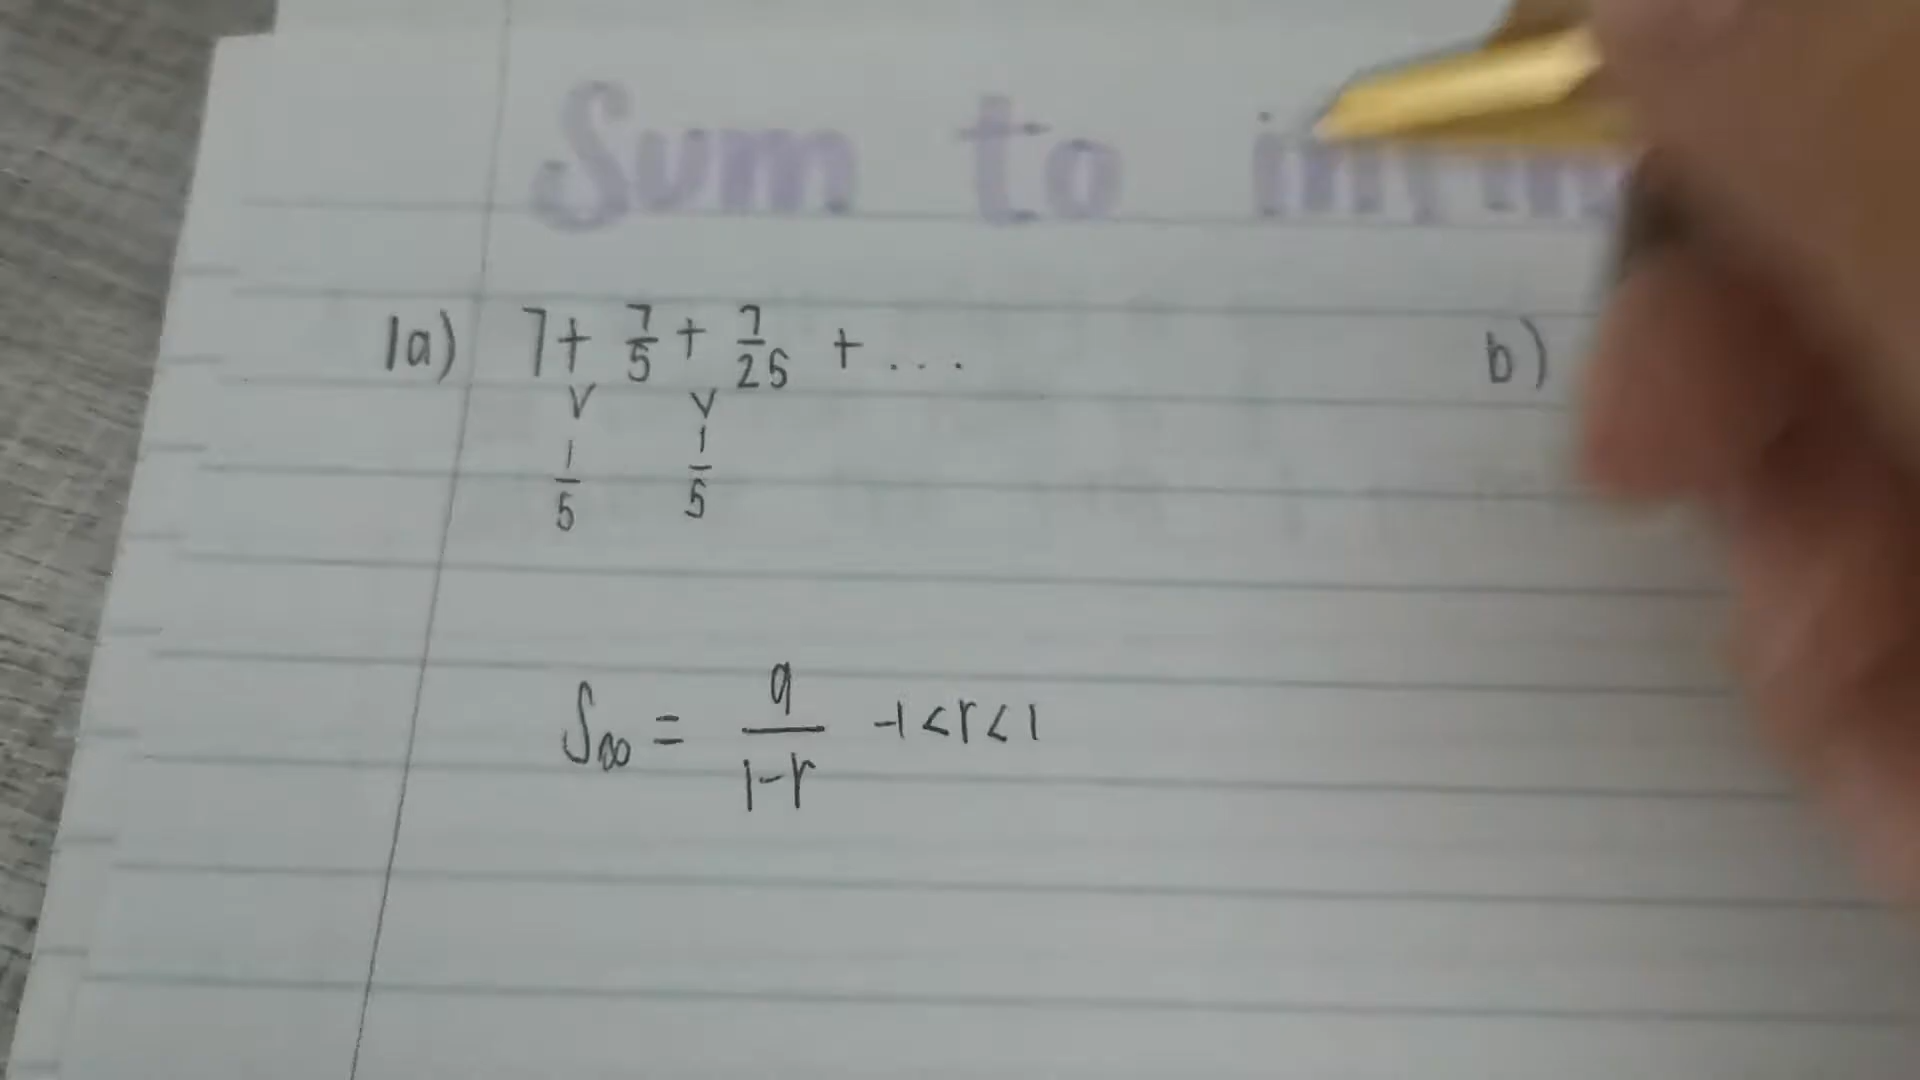 Sum to
1a) 7 + 7/5 + 7/25 + ... b)
V V
1/5 1/5
S∞ = a/1-r -1<r<1